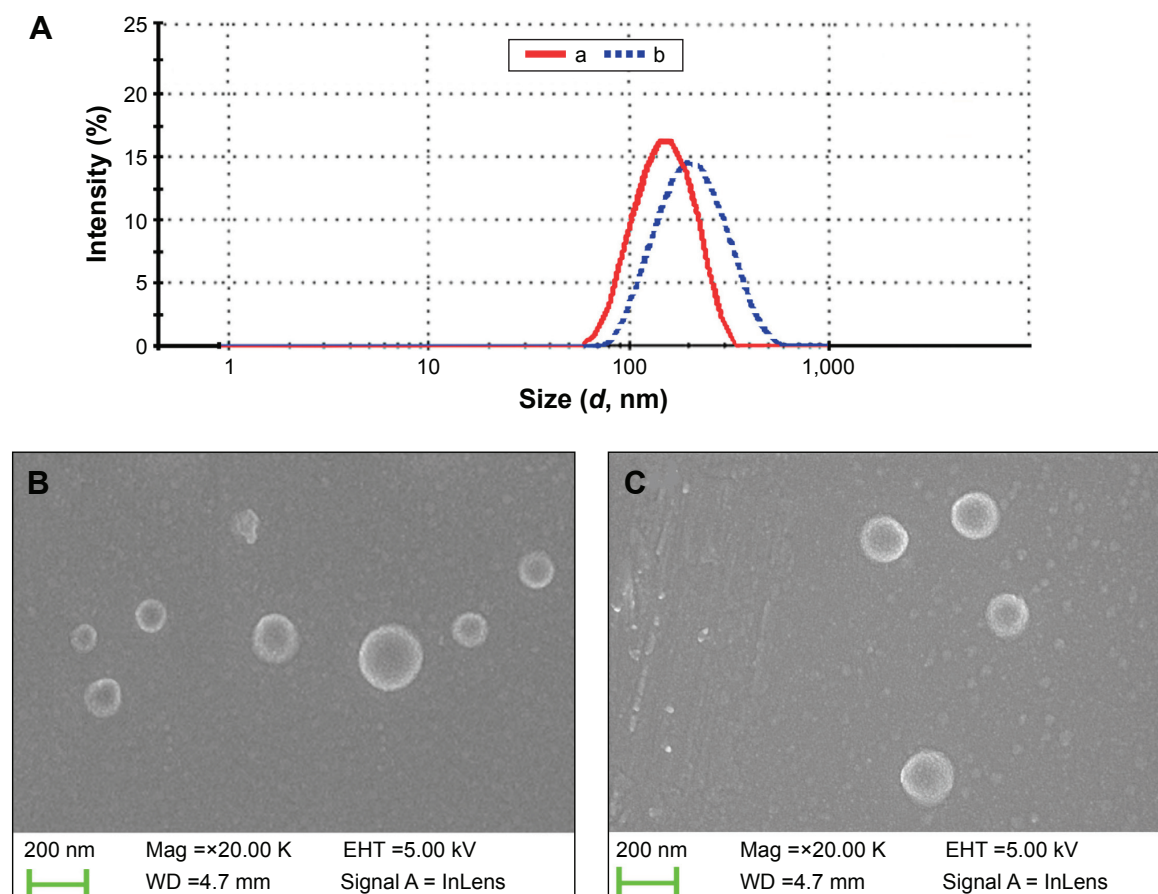 A
25
20
15
10
5
0
Intensity (%)
a b
1 10 100 1,000
Size (d, nm)
B
200 nm Mag =×20.00 K EHT =5.00 kV
WD =4.7 mm Signal A = InLens
C
200 nm Mag =×20.00 K EHT =5.00 kV
WD =4.7 mm Signal A = InLens